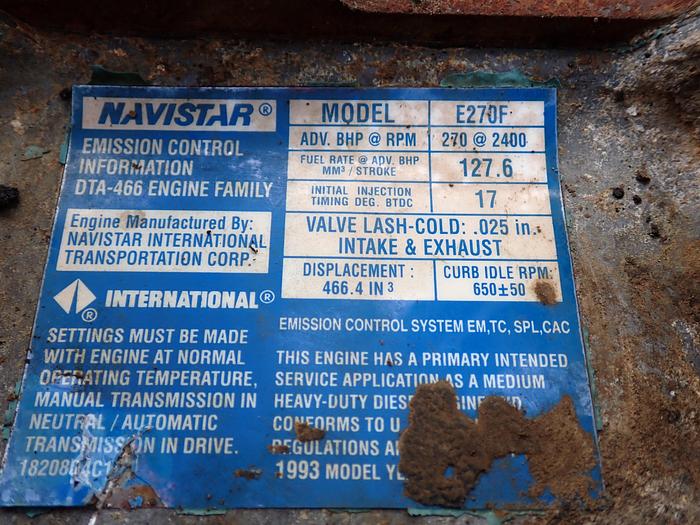 NAVISTAR®
EMISSION CONTROL
INFORMATION
DTA-466 ENGINE FAMILY
Engine Manufactured By:
NAVISTAR INTERNATIONAL
TRANSPORTATION CORP.
INTERNATIONAL®
®
SETTINGS MUST BE MADE
WITH ENGINE AT NORMAL
OPERATING TEMPERATURE,
MANUAL TRANSMISSION IN
NEUTRAL / AUTOMATIC
TRANSMISSION IN DRIVE.
MODEL E270F
ADV. BHP @ RPM 270 @ 2400
FUEL RATE @ ADV. BHP
MM³ / STROKE 127.6
INITIAL INJECTION
TIMING DEG. BTDC 17
VALVE LASH-COLD: .025 in.
INTAKE & EXHAUST
DISPLACEMENT :
466.4 IN³
CURB IDLE RPM:
650±50
EMISSION CONTROL SYSTEM EM,TC, SPL,CAC
THIS ENGINE HAS A PRIMARY INTENDED
SERVICE APPLICATION AS A MEDIUM
HEAVY-DUTY
CONFORMS TO
REGULATIONS
1993 MODEL